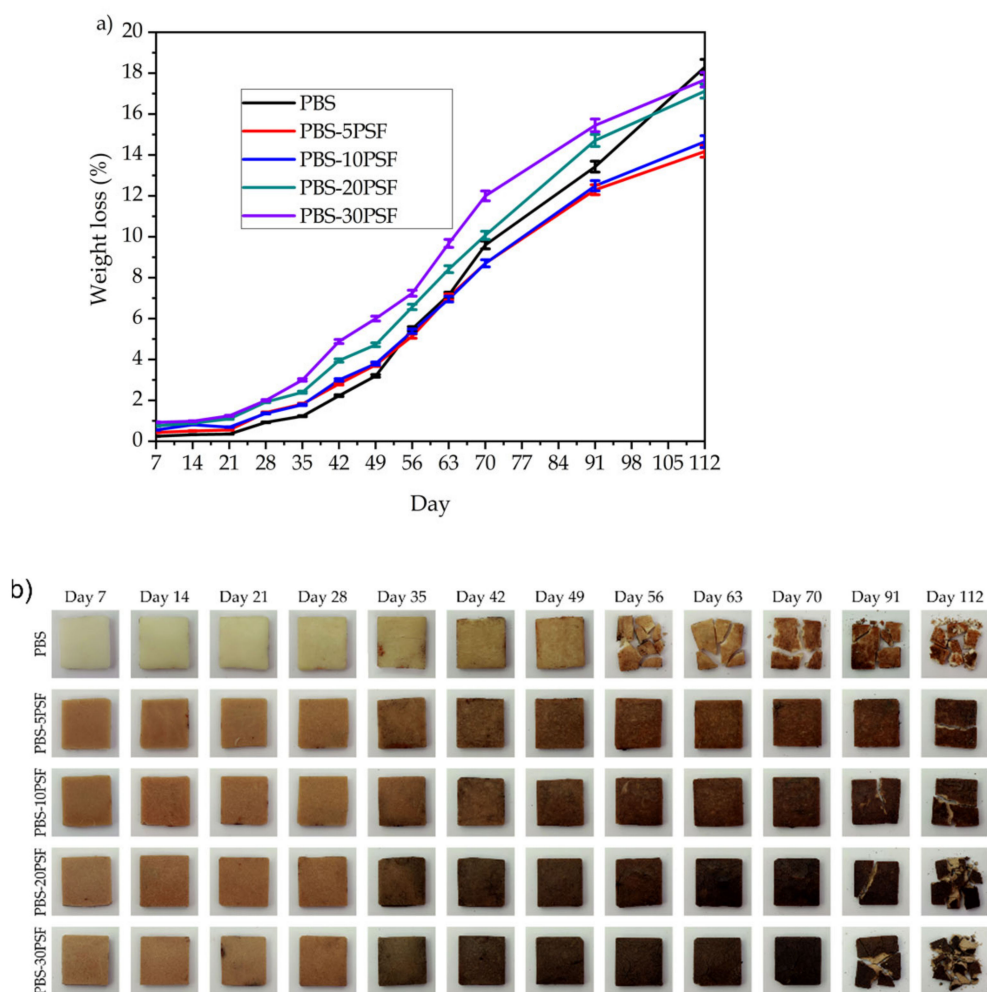 a)
20
18
16
14
12
10
8
6
4
2
0
Weight loss (%)
PBS
PBS-5PSF
PBS-10PSF
PBS-20PSF
PBS-30PSF
7 14 21 28 35 42 49 56 63 70 77 84 91 98 105 112
Day
b)
Day 7 Day 14 Day 21 Day 28 Day 35 Day 42 Day 49 Day 56 Day 63 Day 70 Day 91 Day 112
PBS
PBS-5PSF
PBS-10PSF
PBS-20PSF
PBS-30PSF